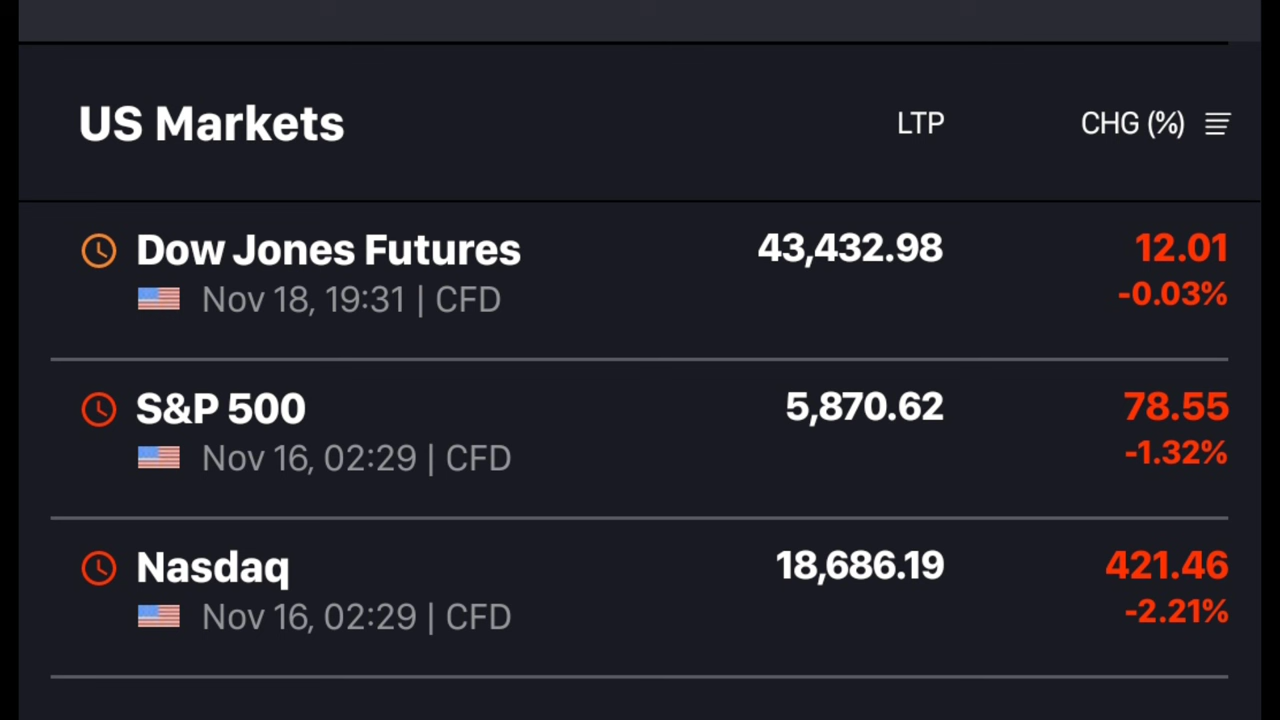 US Markets LTP CHG (%)
Dow Jones Futures 43,432.98 12.01
Nov 18, 19:31 | CFD -0.03%
S&P 500 5,870.62 78.55
Nov 16, 02:29 | CFD -1.32%
Nasdaq 18,686.19 421.46
Nov 16, 02:29 | CFD -2.21%